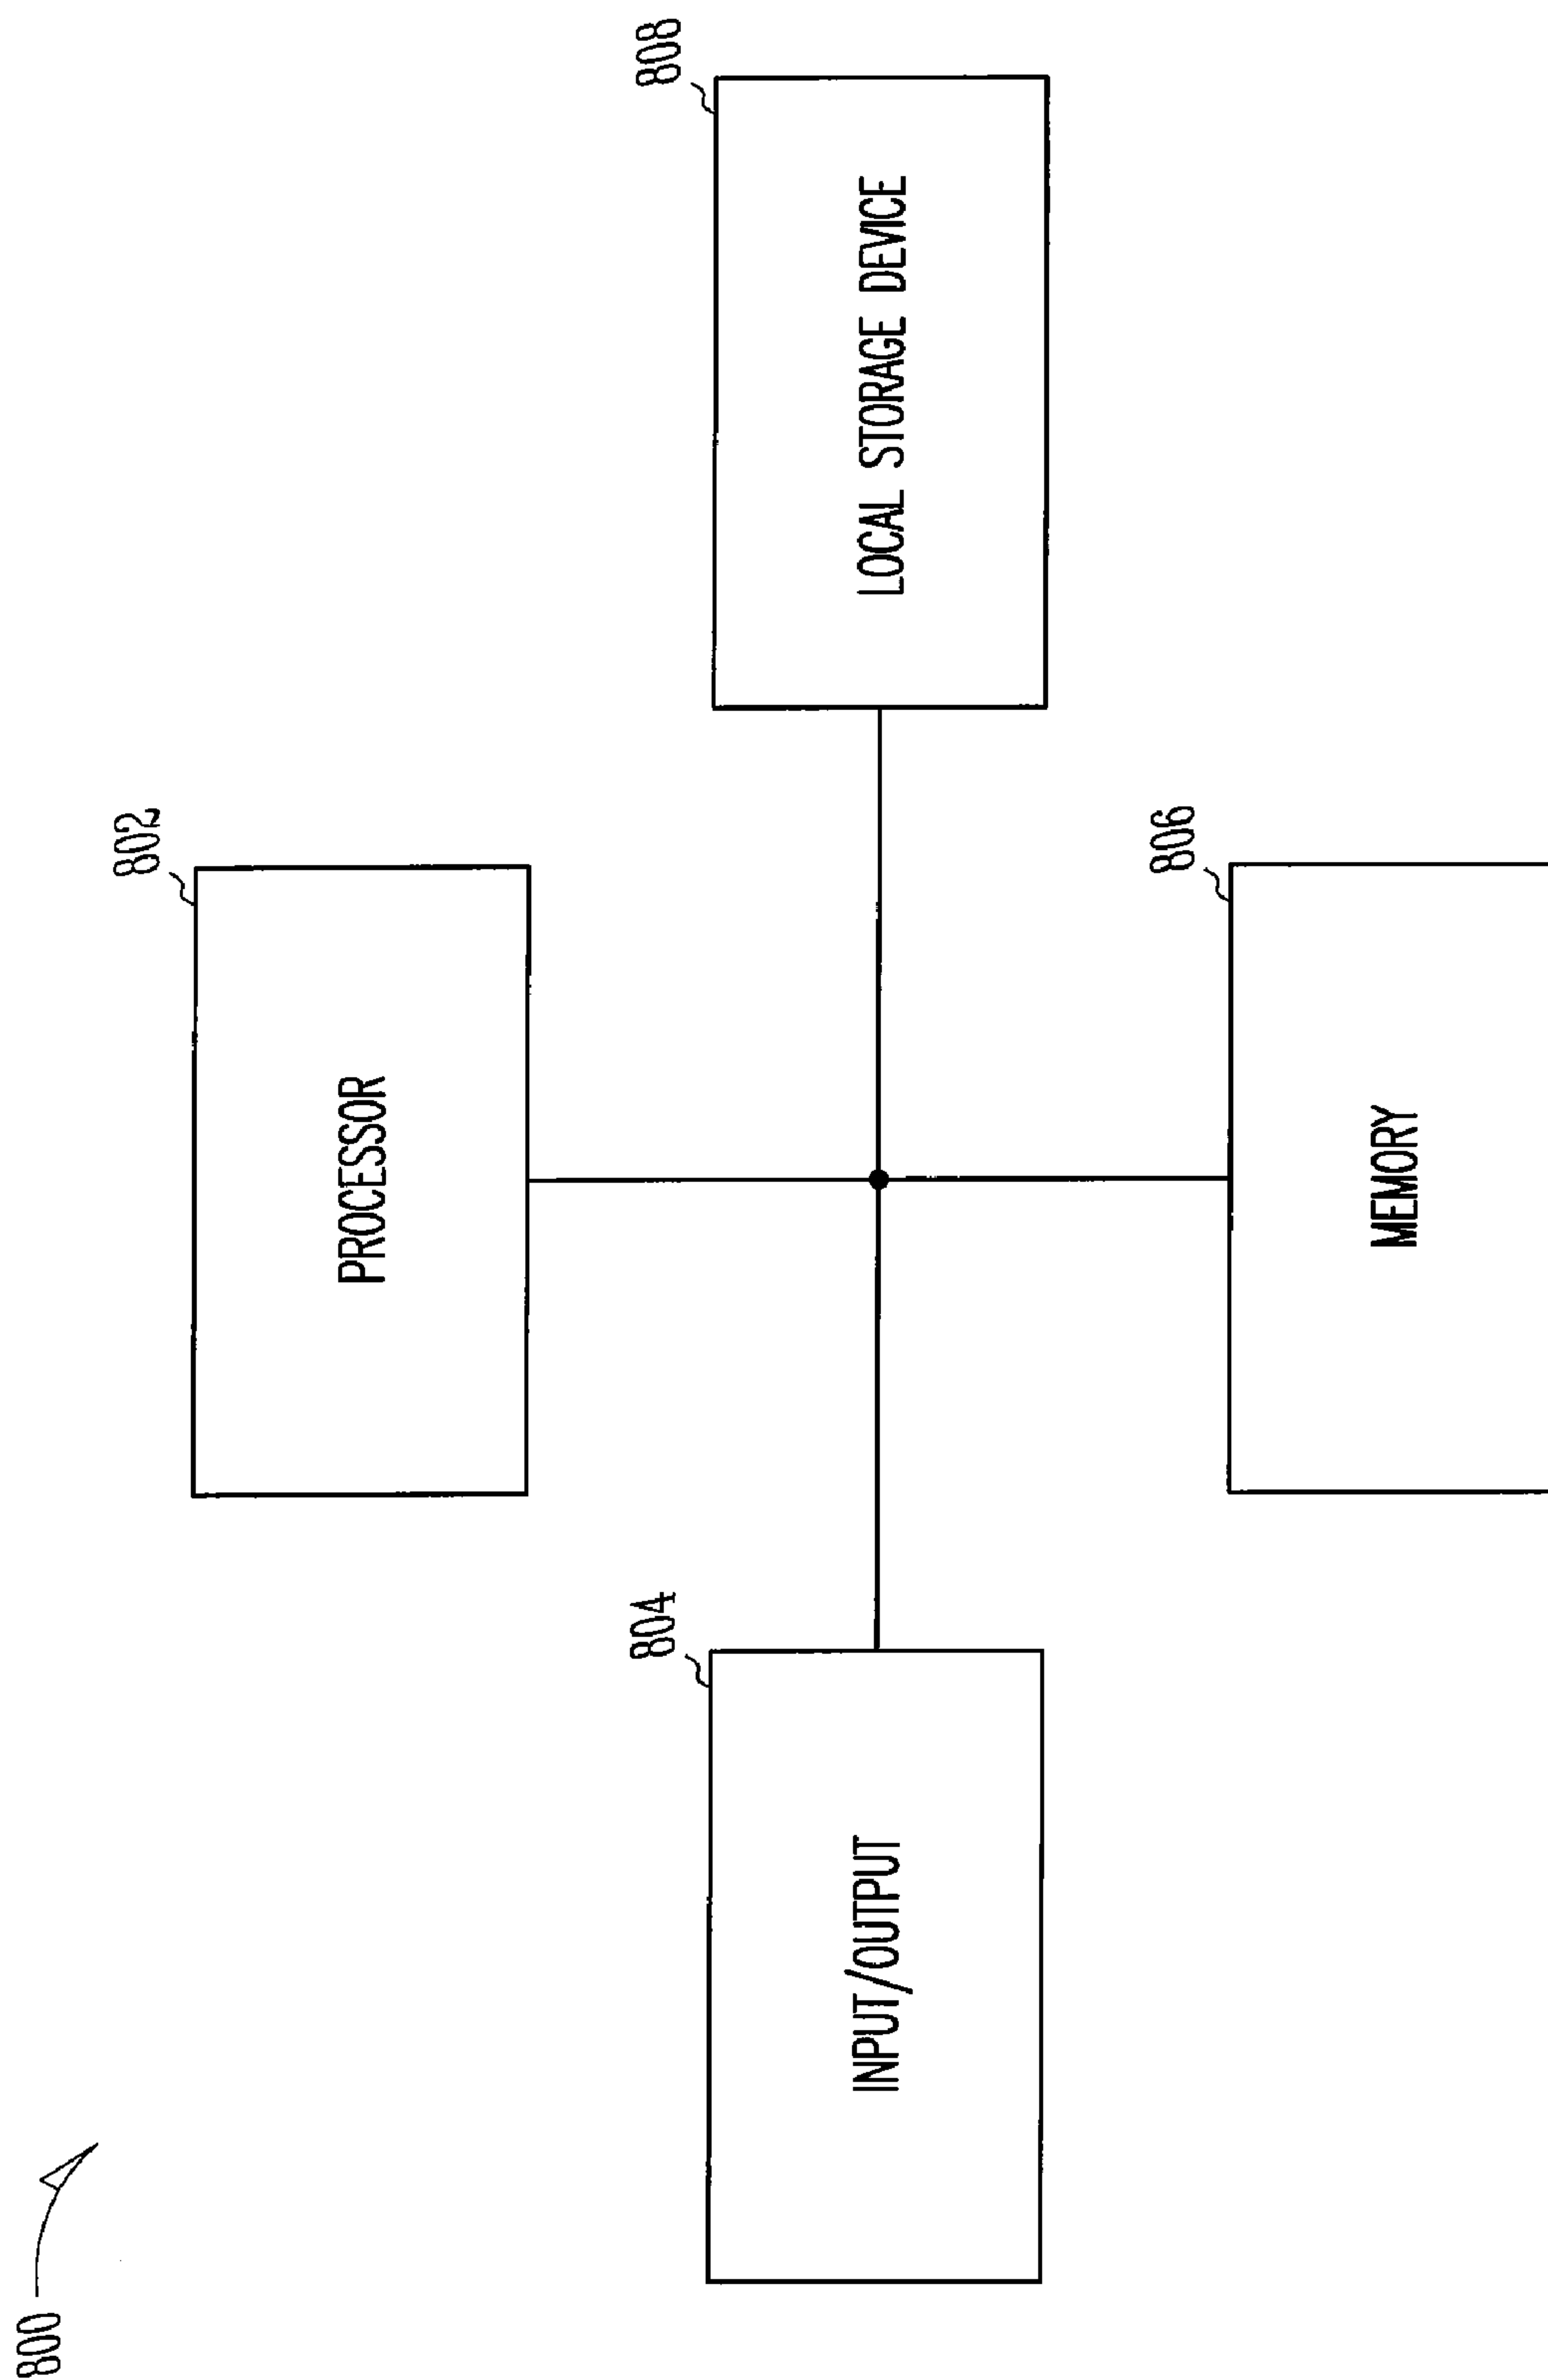 800
802
PROCESSOR
804
INPUT/OUTPUT
808
LOCAL STORAGE DEVICE
806
MEMORY